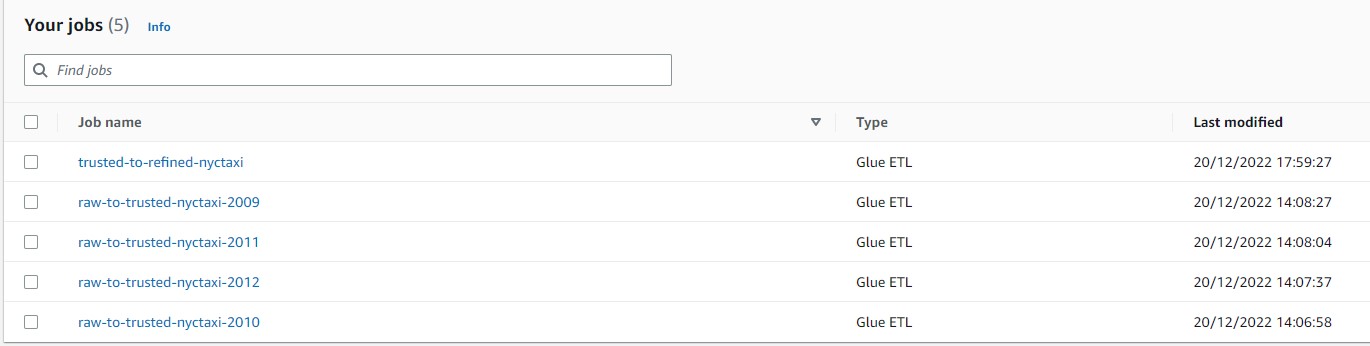 Your jobs (5) Info
Find jobs
Job name Type Last modified
trusted-to-refined-nyctaxi Glue ETL 20/12/2022 17:59:27
raw-to-trusted-nyctaxi-2009 Glue ETL 20/12/2022 14:08:27
raw-to-trusted-nyctaxi-2011 Glue ETL 20/12/2022 14:08:04
raw-to-trusted-nyctaxi-2012 Glue ETL 20/12/2022 14:07:37
raw-to-trusted-nyctaxi-2010 Glue ETL 20/12/2022 14:06:58